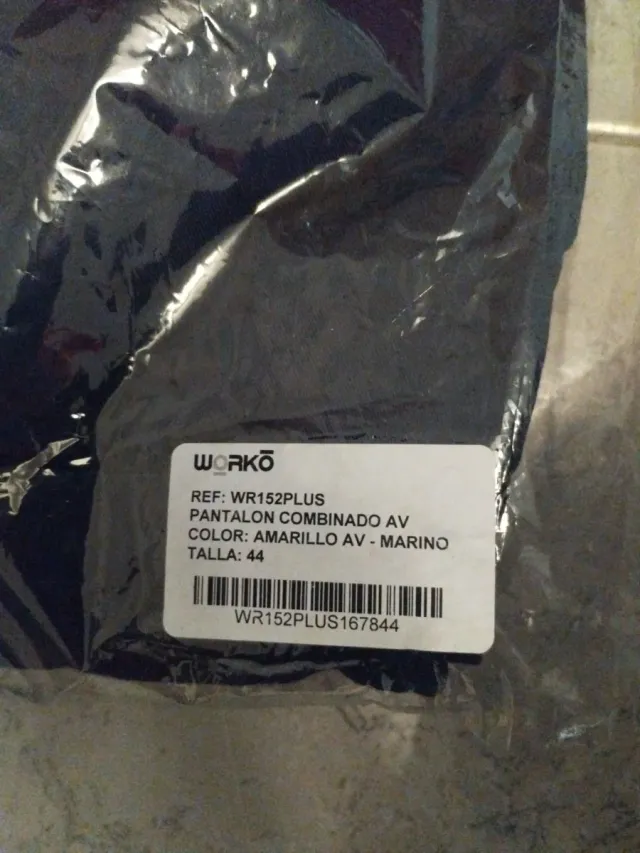 WORKŌ
REF: WR152PLUS
PANTALON COMBINADO AV
COLOR: AMARILLO AV - MARINO
TALLA: 44
WR152PLUS167844